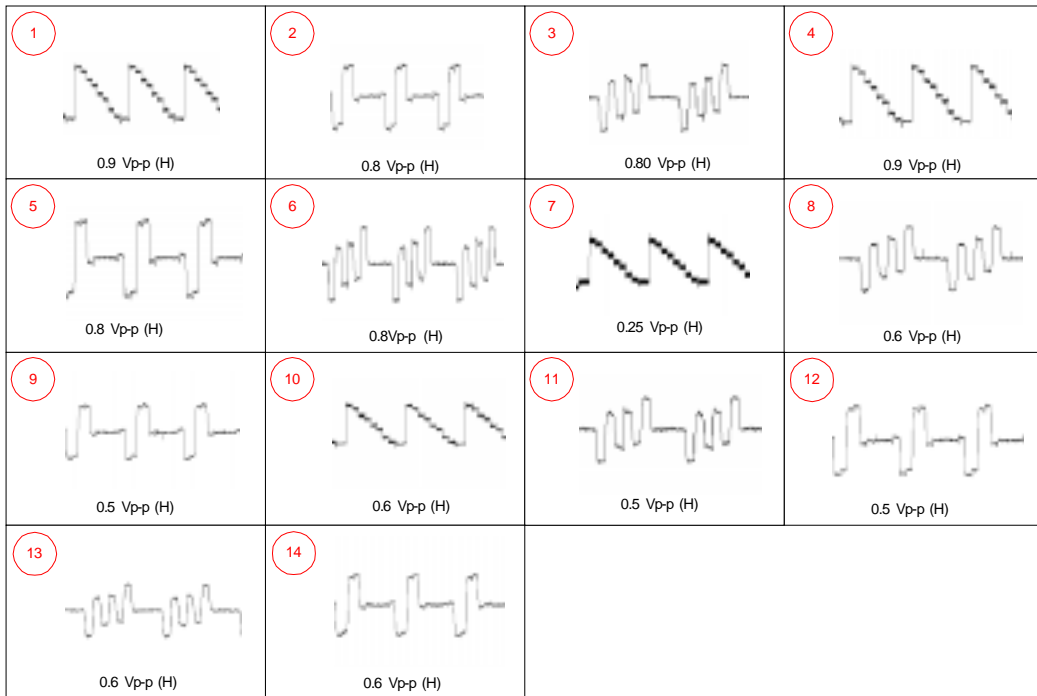 1
2
3
4
0.9 Vp-p (H)
0.8 Vp-p (H)
0.80 Vp-p (H)
0.9 Vp-p (H)
5
6
7
8
0.8 Vp-p (H)
0.8Vp-p (H)
0.25 Vp-p (H)
0.6 Vp-p (H)
9
10
11
12
0.5 Vp-p (H)
0.6 Vp-p (H)
0.5 Vp-p (H)
0.5 Vp-p (H)
13
14
0.6 Vp-p (H)
0.6 Vp-p (H)